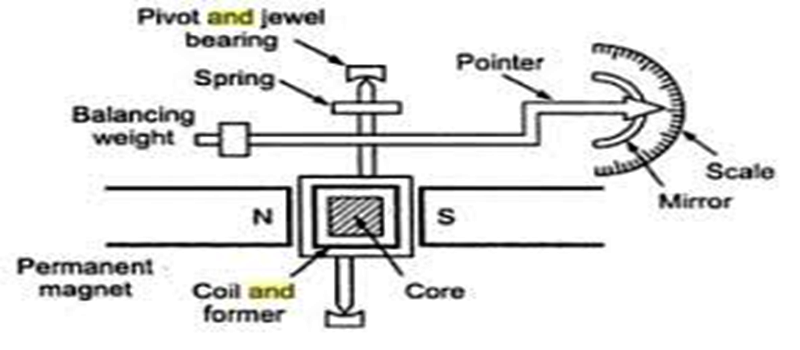 Pivot and jewel
bearing
Spring
Pointer
Balancing
weight
Scale
Mirror
N
S
Permanent
magnet
Coil and
former
Core